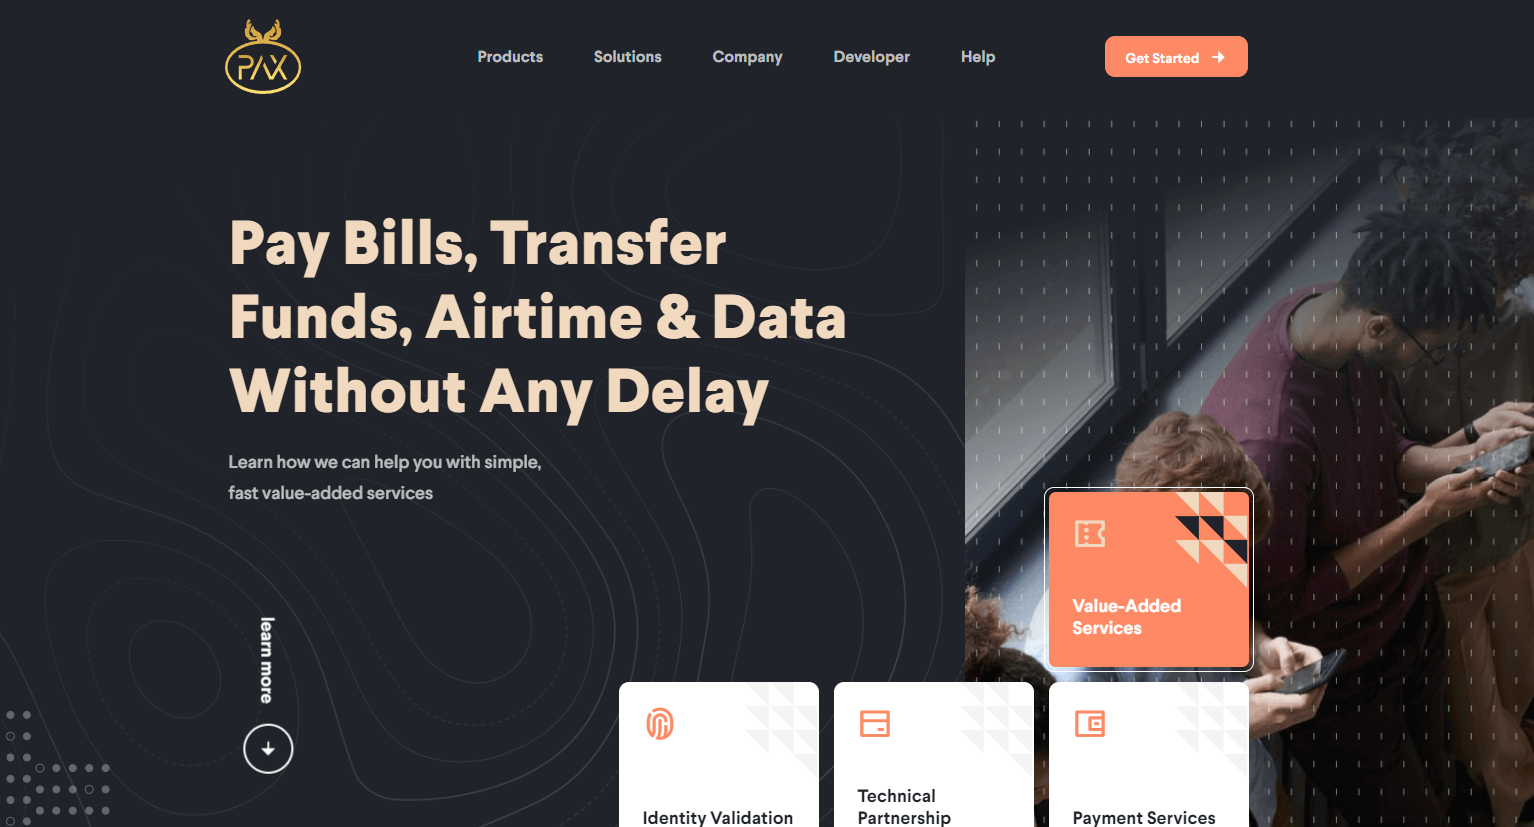 PAX
Products
Solutions
Company
Developer
Help
Get Started
Pay Bills, Transfer
Funds, Airtime & Data
Without Any Delay
Learn how we can help you with simple,
fast value-added services
learn more
Value-Added
Services
Identity Validation
Technical
Partnership
Payment Services